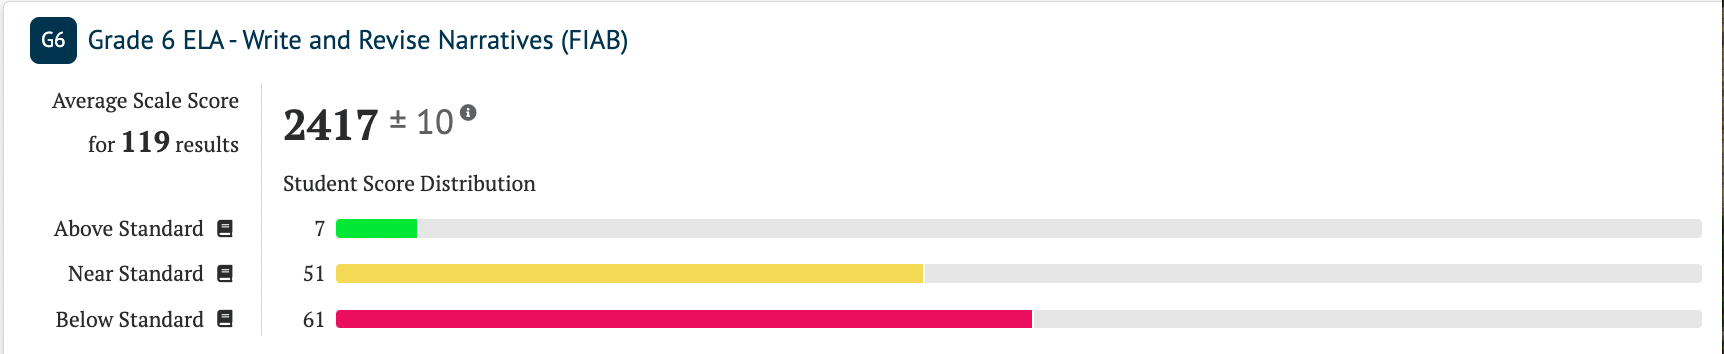 G6 Grade 6 ELA - Write and Revise Narratives (FIAB)
Average Scale Score
for 119 results
2417 ± 10
Student Score Distribution
Above Standard 7
Near Standard 51
Below Standard 61